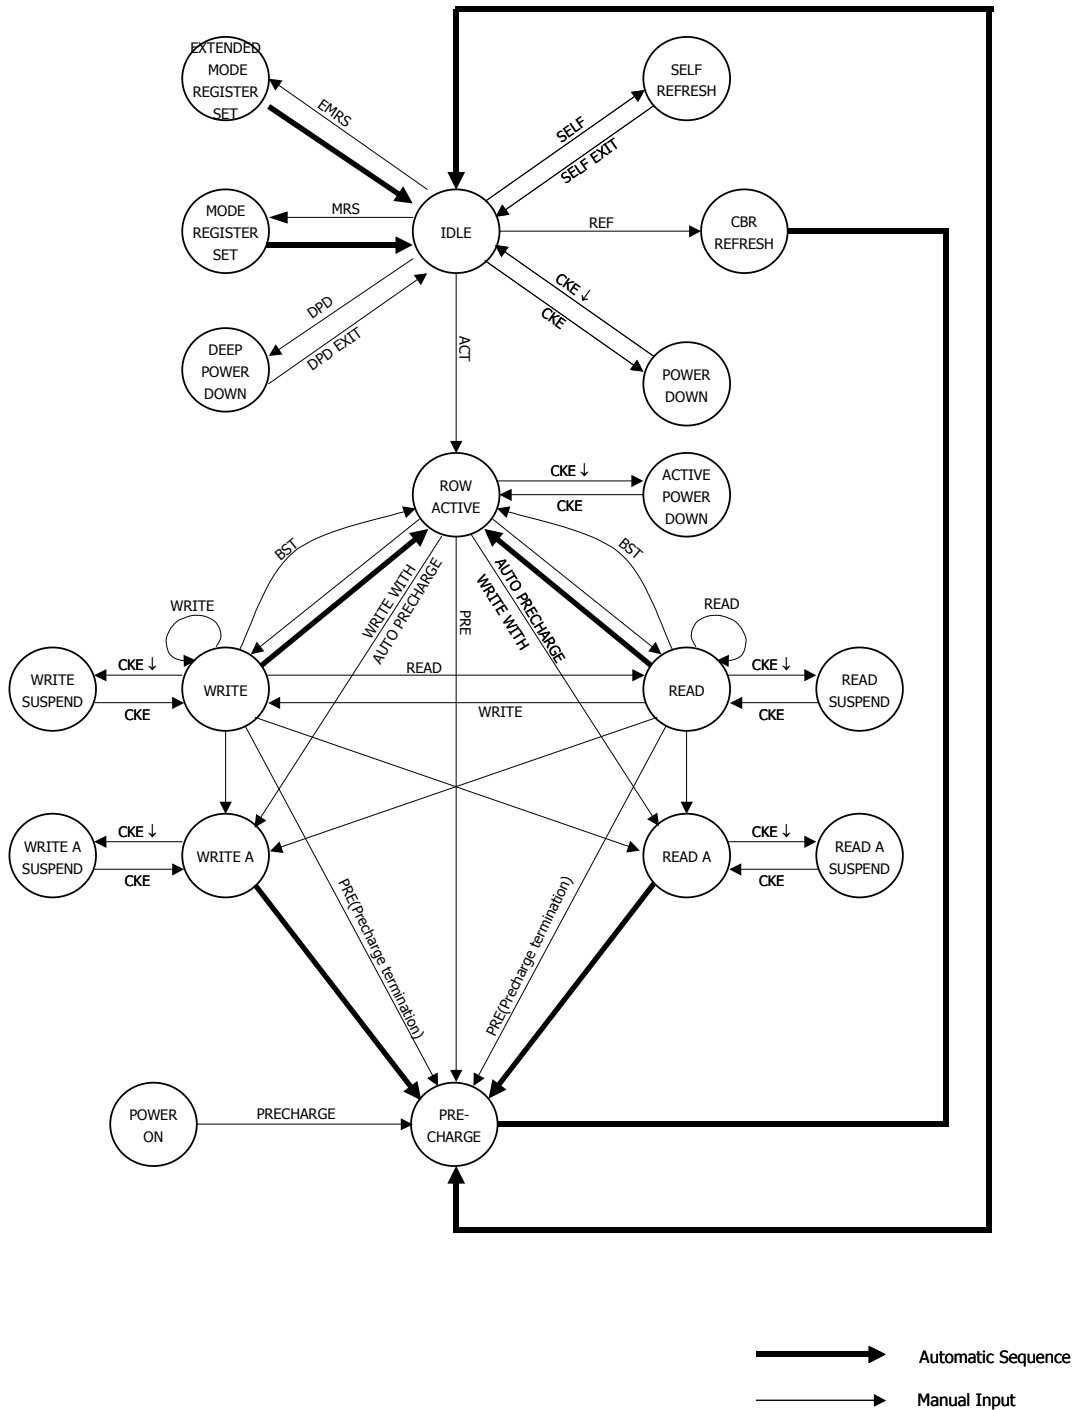 EXTENDED
MODE
REGISTER
SET
EMRS
SELF
REFRESH
SELF
SELF EXIT
MODE
REGISTER
SET
MRS
IDLE
REF
CBR
REFRESH
DPD
DPD EXIT
CKE ↓
CKE
DEEP
POWER
DOWN
ACT
POWER
DOWN
ROW
ACTIVE
CKE ↓
CKE
ACTIVE
POWER
DOWN
BST
BST
WRITE WITH
AUTO PRECHARGE
PRE
AUTO PRECHARGE
WRITE WITH
WRITE
READ
WRITE
SUSPEND
CKE ↓
CKE
WRITE
READ
WRITE
READ
CKE ↓
CKE
READ
SUSPEND
WRITE A
SUSPEND
CKE ↓
CKE
WRITE A
READ A
CKE ↓
CKE
READ A
SUSPEND
PRE(Precharge termination)
PRE(Precharge termination)
POWER
ON
PRECHARGE
PRE-
CHARGE
Automatic Sequence
Manual Input